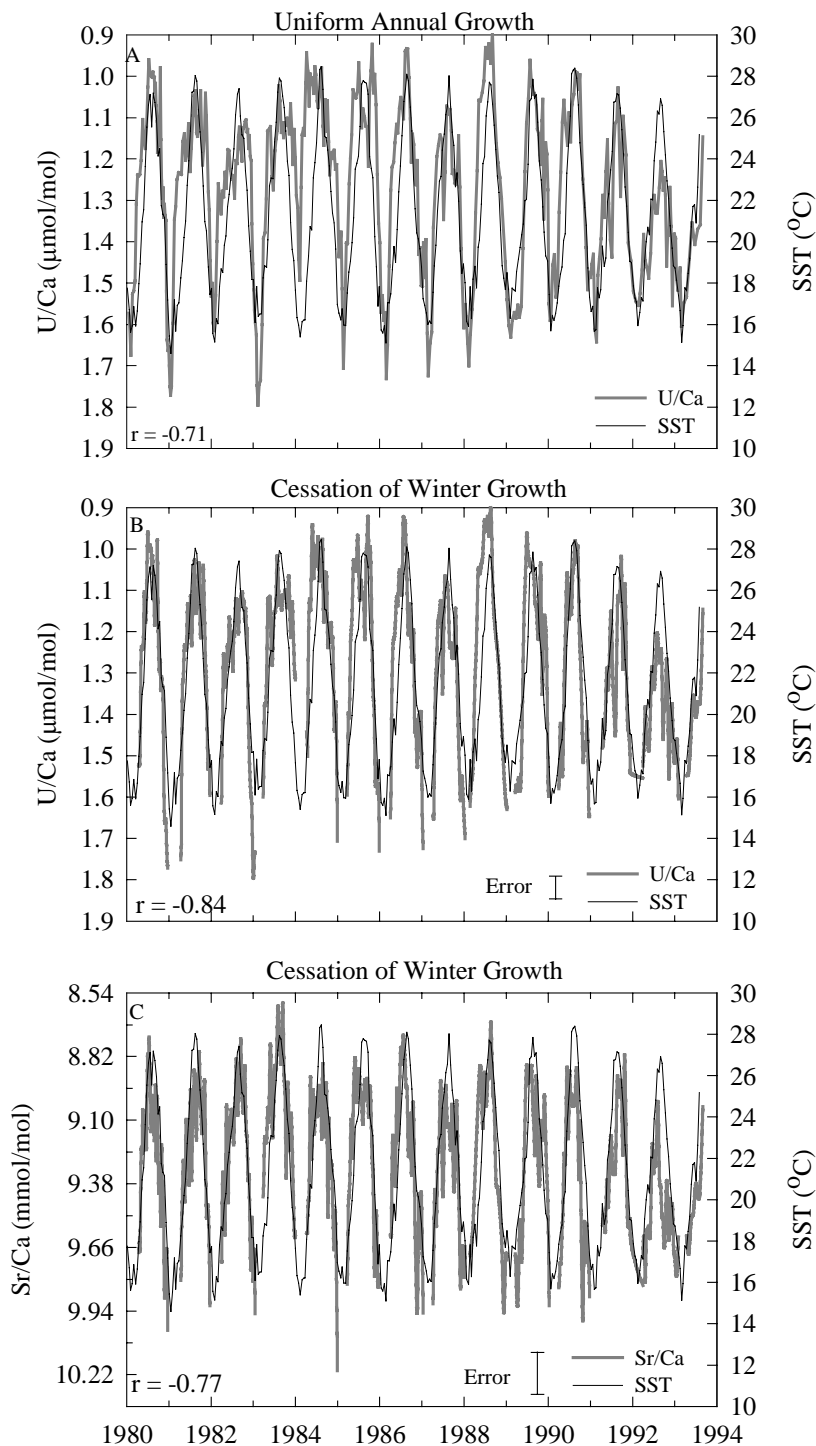 Uniform Annual Growth
A
0.9
1.0
1.1
1.2
1.3
1.4
1.5
1.6
1.7
1.8
1.9
U/Ca (μmol/mol)
30
28
26
24
22
20
18
16
14
12
10
SST (°C)
U/Ca
SST
r = -0.71
Cessation of Winter Growth
B
0.9
1.0
1.1
1.2
1.3
1.4
1.5
1.6
1.7
1.8
1.9
U/Ca (μmol/mol)
30
28
26
24
22
20
18
16
14
12
10
SST (°C)
Error
U/Ca
SST
r = -0.84
Cessation of Winter Growth
C
8.54
8.82
9.10
9.38
9.66
9.94
10.22
Sr/Ca (mmol/mol)
30
28
26
24
22
20
18
16
14
12
10
SST (°C)
Error
Sr/Ca
SST
r = -0.77
1980 1982 1984 1986 1988 1990 1992 1994